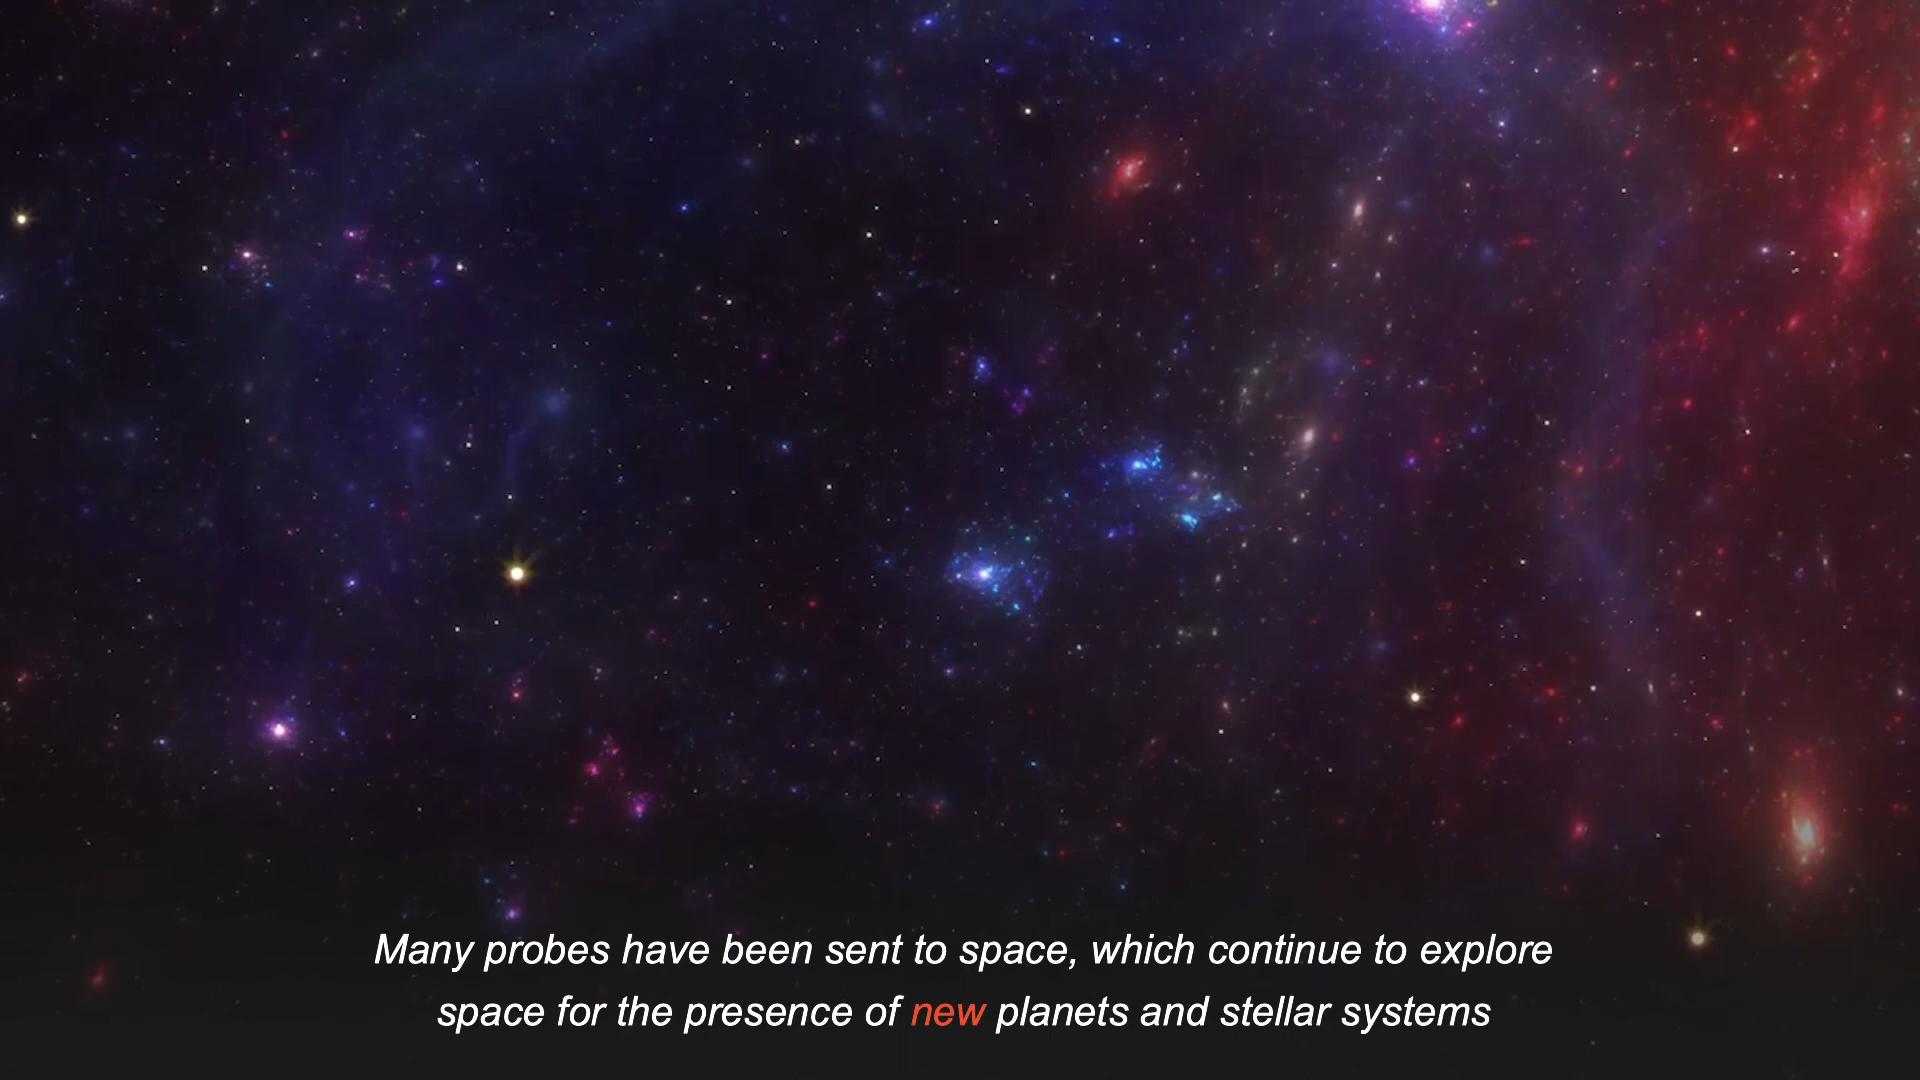 Many probes have been sent to space, which continue to explore
space for the presence of new planets and stellar systems